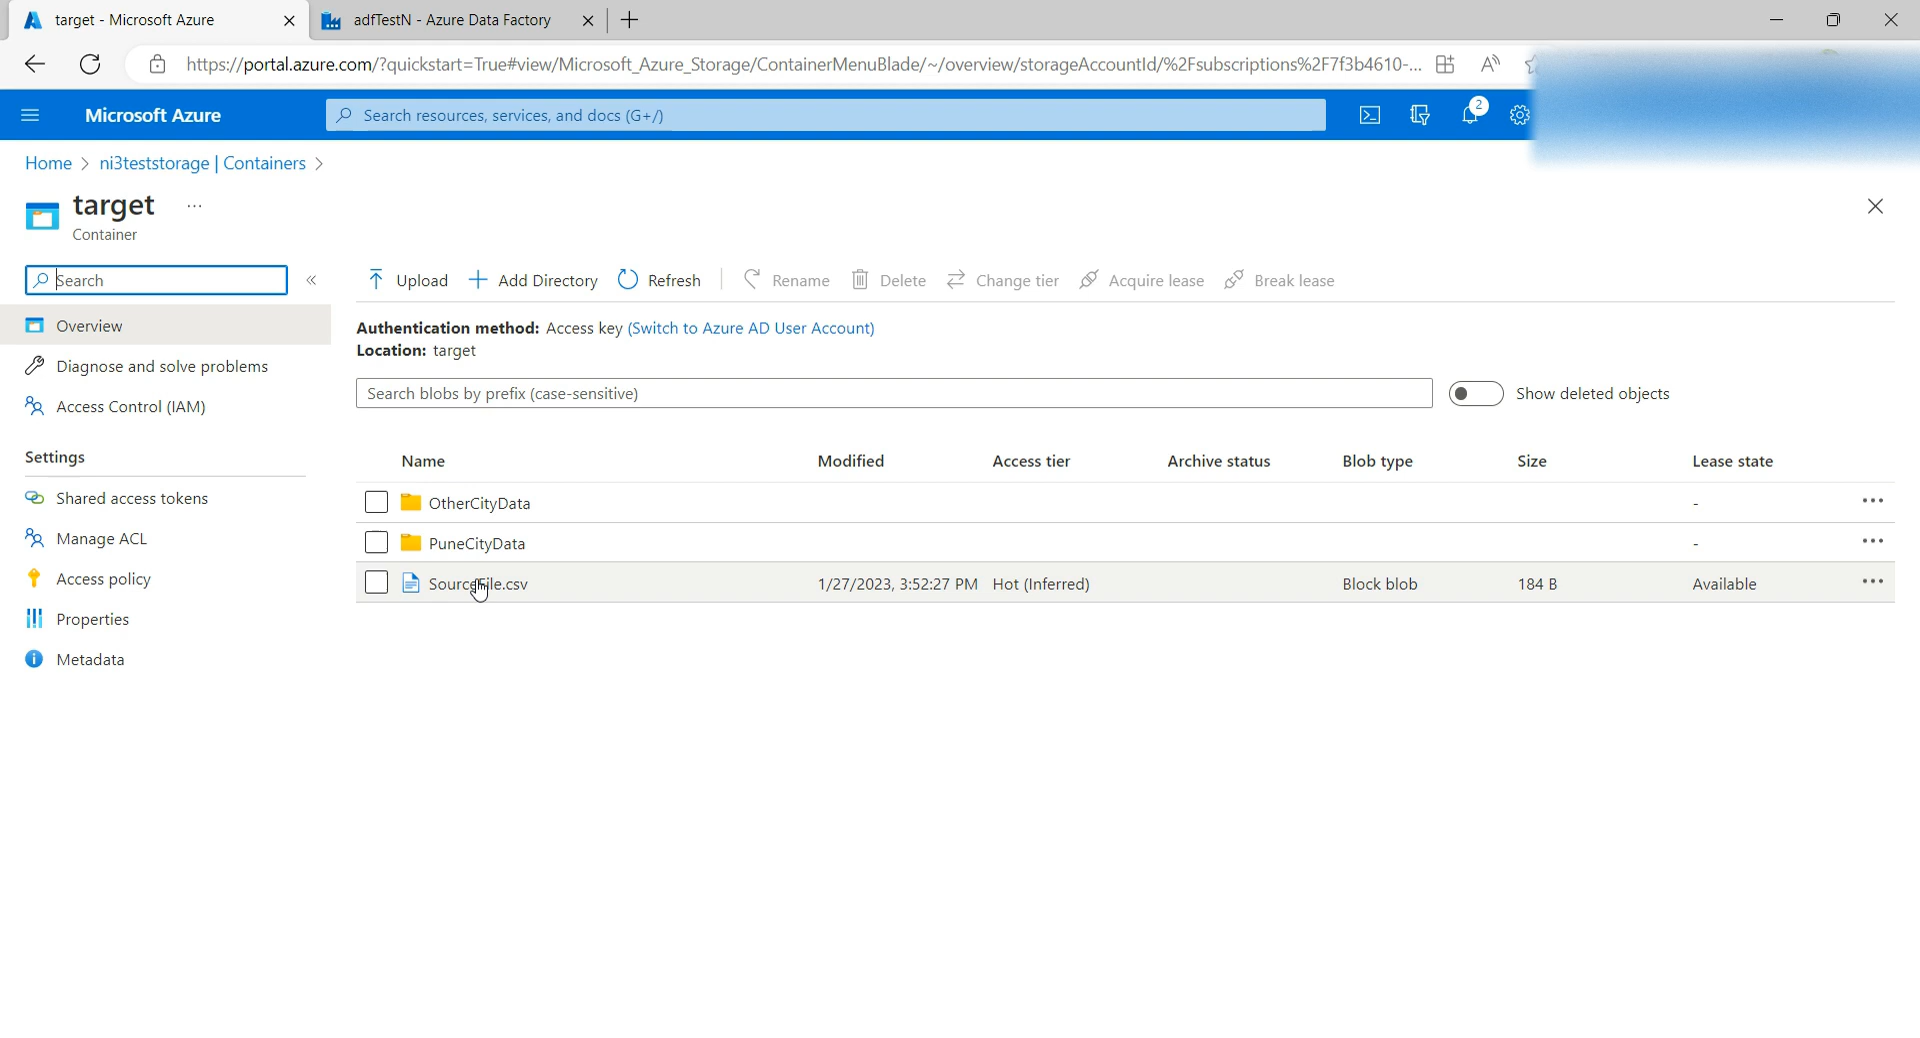 target - Microsoft Azure
adfTestN - Azure Data Factory
https://portal.azure.com/?quickstart=True#view/Microsoft_Azure_Storage/ContainerMenuBlade/~/overview/storageAccountId/%2Fsubscriptions%2F7f3b4610-...
Microsoft Azure
Search resources, services, and docs (G+/)
2
Home > ni3teststorage | Containers >
target ...
Container
Search
«
Upload
Add Directory
Refresh
Rename
Delete
Change tier
Acquire lease
Break lease
Overview
Diagnose and solve problems
Access Control (IAM)
Settings
Shared access tokens
Manage ACL
Access policy
Properties
Metadata
Authentication method: Access key (Switch to Azure AD User Account)
Location: target
Search blobs by prefix (case-sensitive)
Show deleted objects
Name Modified Access tier Archive status Blob type Size Lease state
OtherCityData - ...
PuneCityData - ...
SourceFile.csv 1/27/2023, 3:52:27 PM Hot (Inferred) Block blob 184 B Available ...